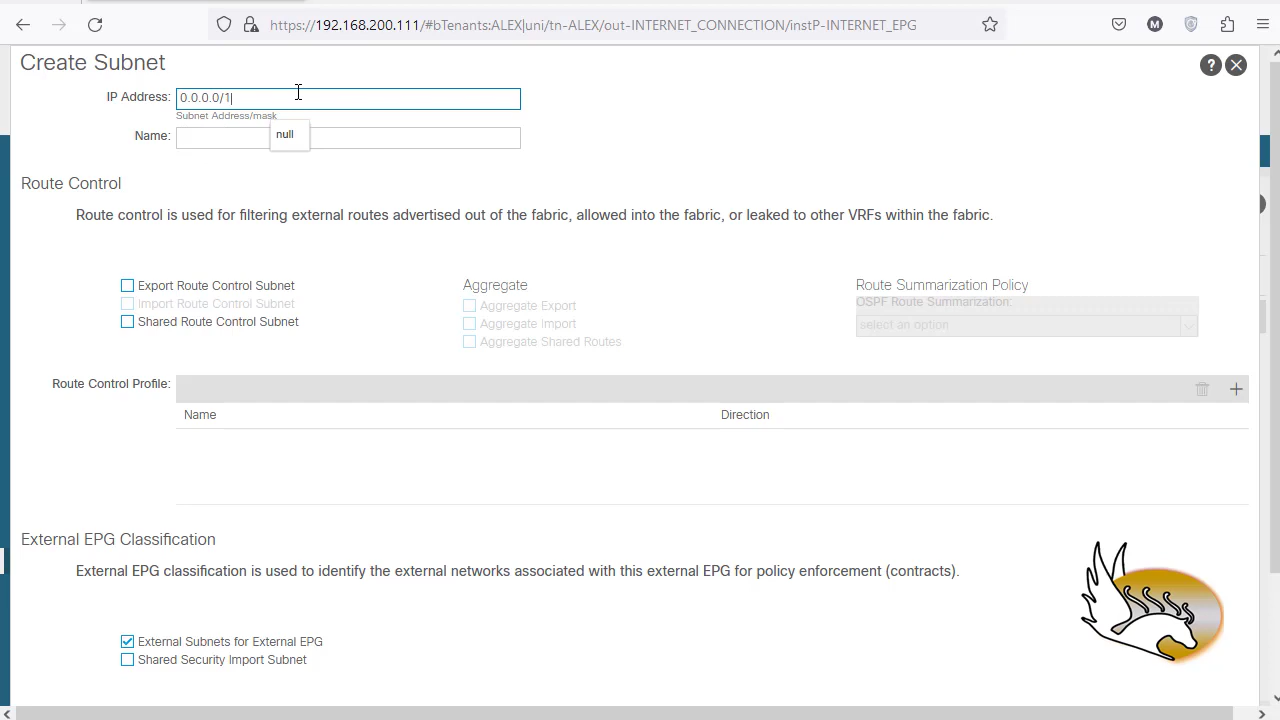 https://192.168.200.111/#bTenants:ALEX|uni/tn-ALEX/out-INTERNET_CONNECTION/instP-INTERNET_EPG
M
Create Subnet
?
IP Address: 0.0.0.0/1
Subnet Address/mask
null
Name:
Route Control
Route control is used for filtering external routes advertised out of the fabric, allowed into the fabric, or leaked to other VRFs within the fabric.
Export Route Control Subnet
Import Route Control Subnet
Shared Route Control Subnet
Aggregate
Aggregate Export
Aggregate Import
Aggregate Shared Routes
Route Summarization Policy
OSPF Route Summarization:
select an option
Route Control Profile:
Name Direction
External EPG Classification
External EPG classification is used to identify the external networks associated with this external EPG for policy enforcement (contracts).
External Subnets for External EPG
Shared Security Import Subnet